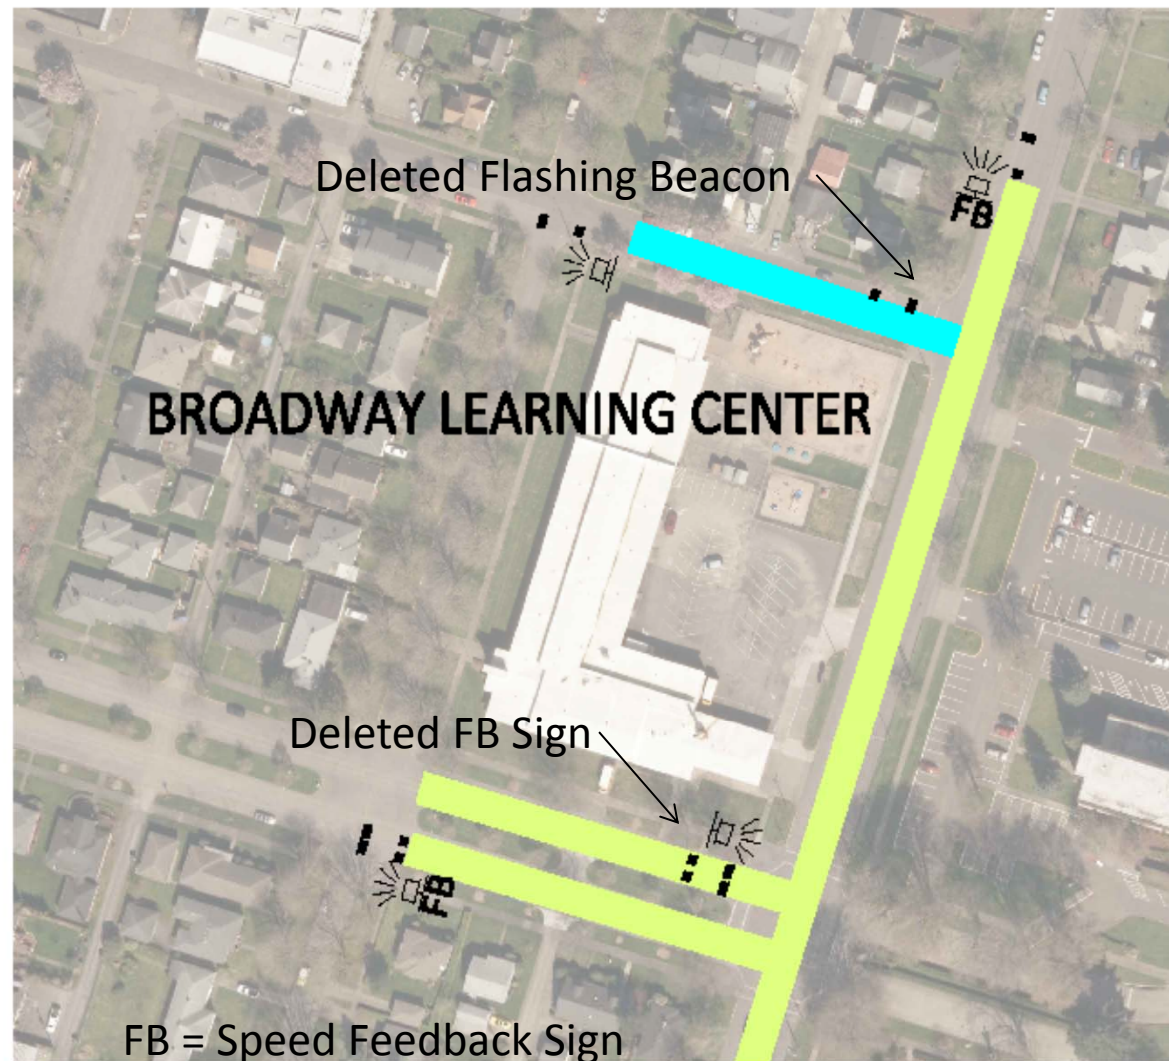 Deleted Flashing Beacon
FB
BROADWAY LEARNING CENTER
Deleted FB Sign
FB
FB = Speed Feedback Sign